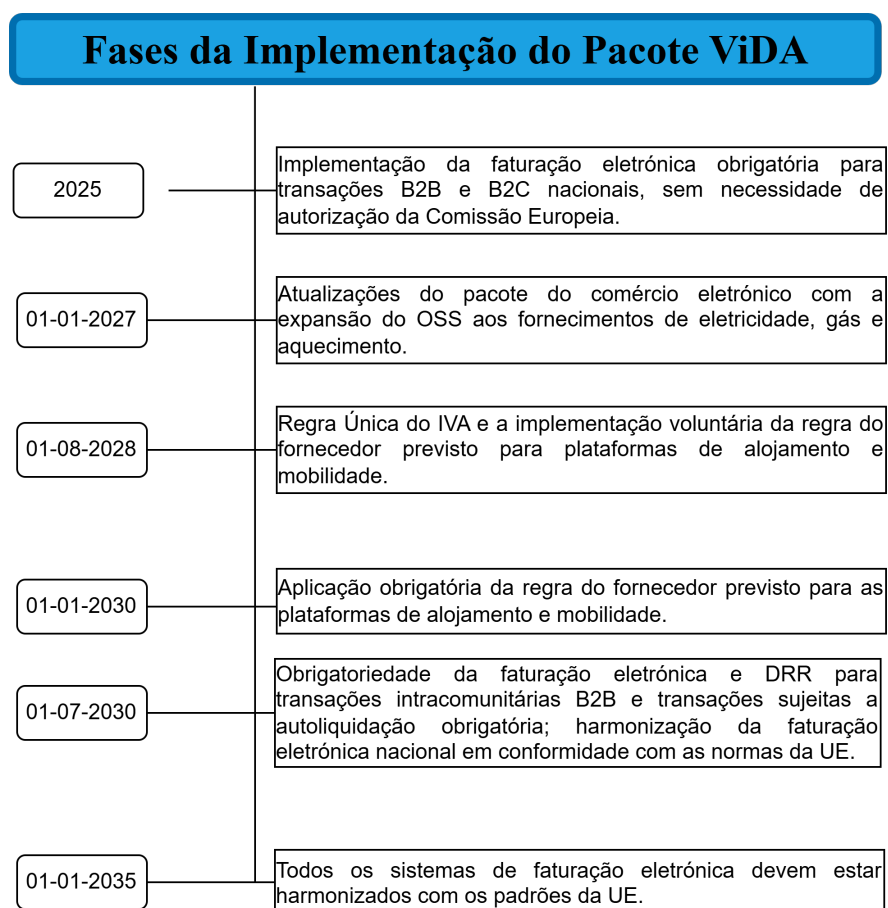 Fases da Implementação do Pacote ViDA
2025
Implementação da faturação eletrónica obrigatória para
transações B2B e B2C nacionais, sem necessidade de
autorização da Comissão Europeia.
01-01-2027
Atualizações do pacote do comércio eletrónico com a
expansão do OSS aos fornecimentos de eletricidade, gás e
aquecimento.
01-08-2028
Regra Única do IVA e a implementação voluntária da regra do
fornecedor previsto para plataformas de alojamento e
mobilidade.
01-01-2030
Aplicação obrigatória da regra do fornecedor previsto para as
plataformas de alojamento e mobilidade.
01-07-2030
Obrigatoriedade da faturação eletrónica e DRR para
transações intracomunitárias B2B e transações sujeitas a
autoliquidação obrigatória; harmonização da faturação
eletrónica nacional em conformidade com as normas da UE.
01-01-2035
Todos os sistemas de faturação eletrónica devem estar
harmonizados com os padrões da UE.